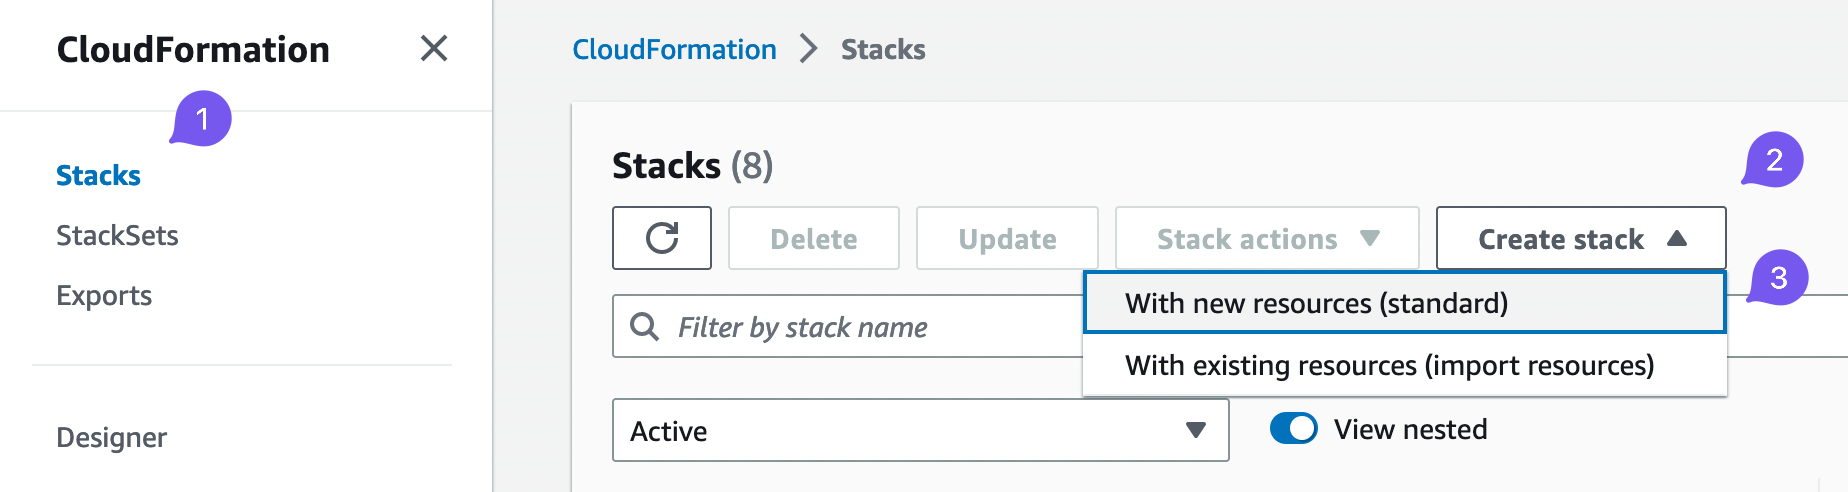 CloudFormation
1
Stacks
StackSets
Exports
Designer
CloudFormation Stacks
Stacks (8)
2
Delete Update Stack actions Create stack
3
With new resources (standard)
Filter by stack name
With existing resources (import resources)
Active View nested